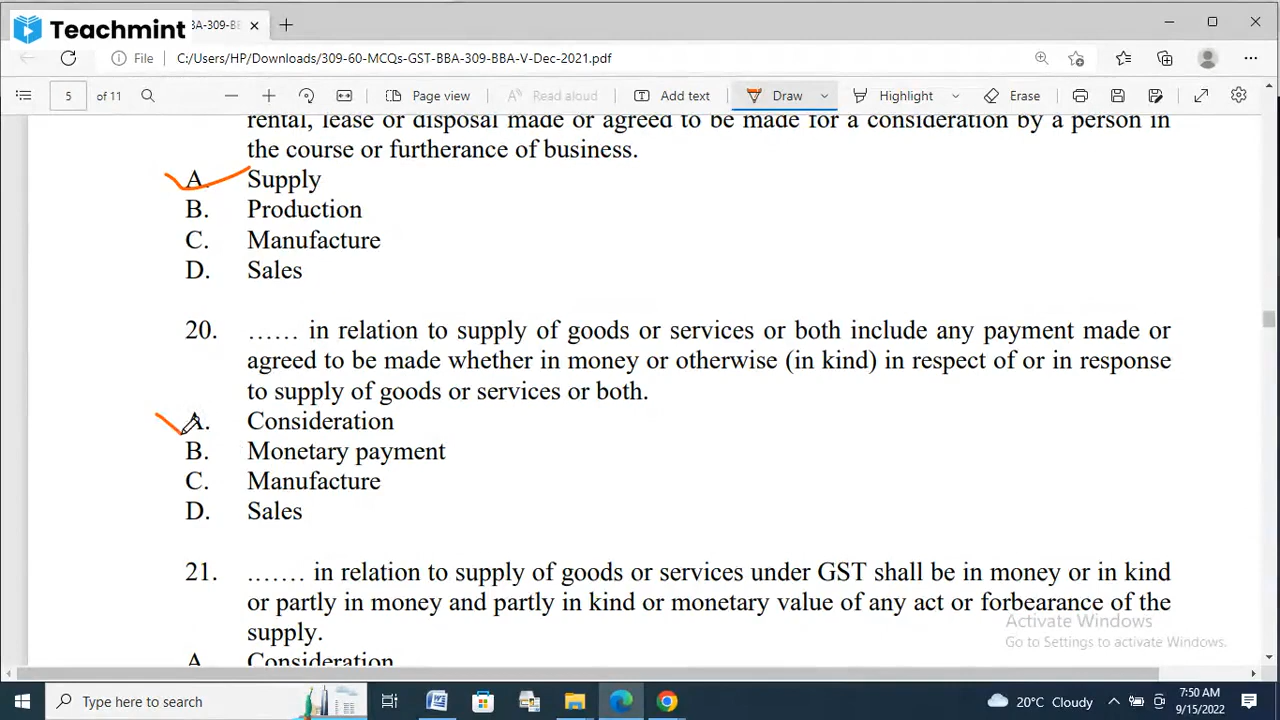 Teachmint
BA-309-BB
File
C:/Users/HP/Downloads/309-60-MCQs-GST-BBA-309-BBA-V-Dec-2021.pdf
5 of 11
Page view
Read aloud
Add text
Draw
Highlight
Erase
rental, lease or disposal made or agreed to be made for a consideration by a person in
the course or furtherance of business.
A. Supply
B. Production
C. Manufacture
D. Sales
20. …… in relation to supply of goods or services or both include any payment made or
agreed to be made whether in money or otherwise (in kind) in respect of or in response
to supply of goods or services or both.
A. Consideration
B. Monetary payment
C. Manufacture
D. Sales
21. ……. in relation to supply of goods or services under GST shall be in money or in kind
or partly in money and partly in kind or monetary value of any act or forbearance of the
supply.
A. Consideration
Activate Windows
Go to Settings to activate Windows.
Type here to search
20°C Cloudy
7:50 AM
9/15/2022